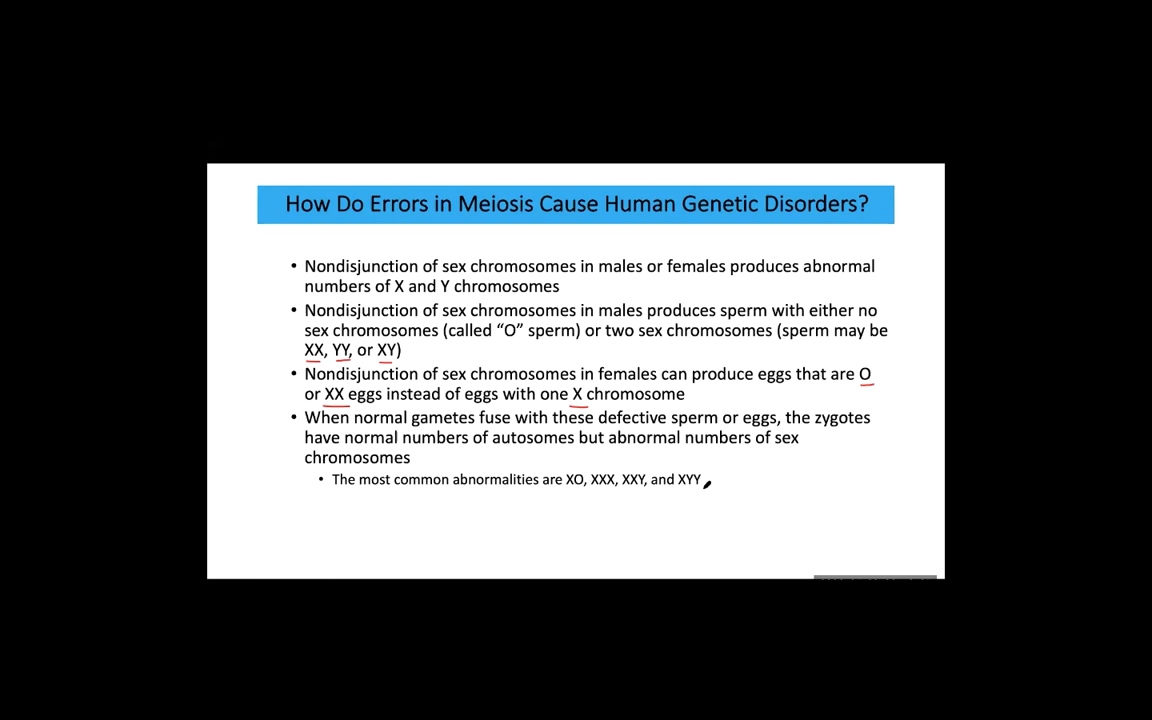 How Do Errors in Meiosis Cause Human Genetic Disorders?
• Nondisjunction of sex chromosomes in males or females produces abnormal
numbers of X and Y chromosomes
• Nondisjunction of sex chromosomes in males produces sperm with either no
sex chromosomes (called “O” sperm) or two sex chromosomes (sperm may be
XX, YY, or XY)
• Nondisjunction of sex chromosomes in females can produce eggs that are O
or XX eggs instead of eggs with one X chromosome
• When normal gametes fuse with these defective sperm or eggs, the zygotes
have normal numbers of autosomes but abnormal numbers of sex
chromosomes
• The most common abnormalities are XO, XXX, XXY, and XYY